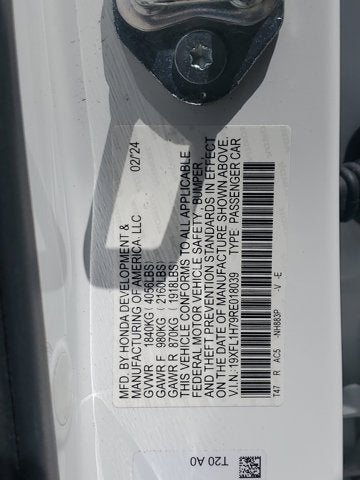 MFD. BY HONDA DEVELOPMENT & 02/'24
MANUFACTURING OF AMERICA, LLC
GVWR 1840KG (4056LBS)
GAWR F 980KG (2160LBS)
GAWR R 870KG (1918LBS)
THIS VEHICLE CONFORMS TO ALL APPLICABLE
FEDERAL MOTOR VEHICLE SAFETY, BUMPER,
AND THEFT PREVENTION STANDARDS IN EFFECT
ON THE DATE OF MANUFACTURE SHOWN ABOVE.
V.I.N: 19XFL1H79RE018039 TYPE: PASSENGER CAR
T47 R ACS NH883P -V -E
T20 A0